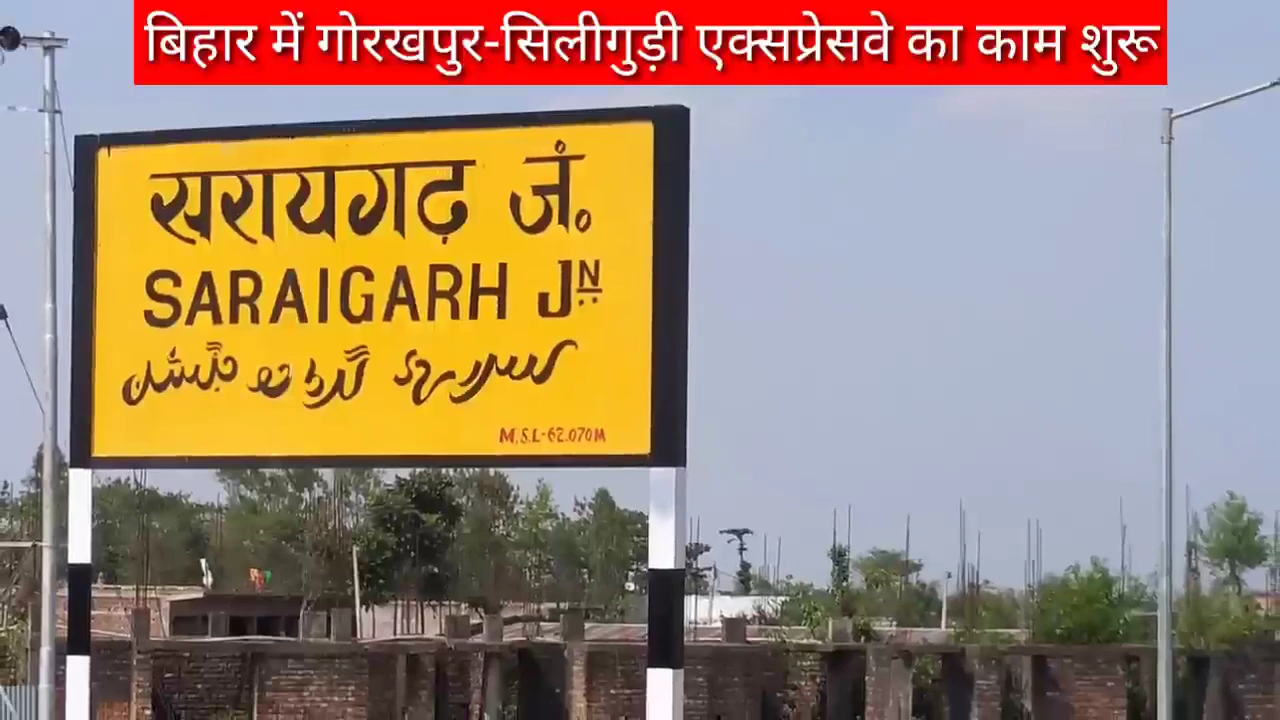 बिहार में गोरखपुर-सिलीगुड़ी एक्सप्रेसवे का काम शुरू
सरायगढ़ जं॰
SARAIGARH JN
M.S.L-62.070M